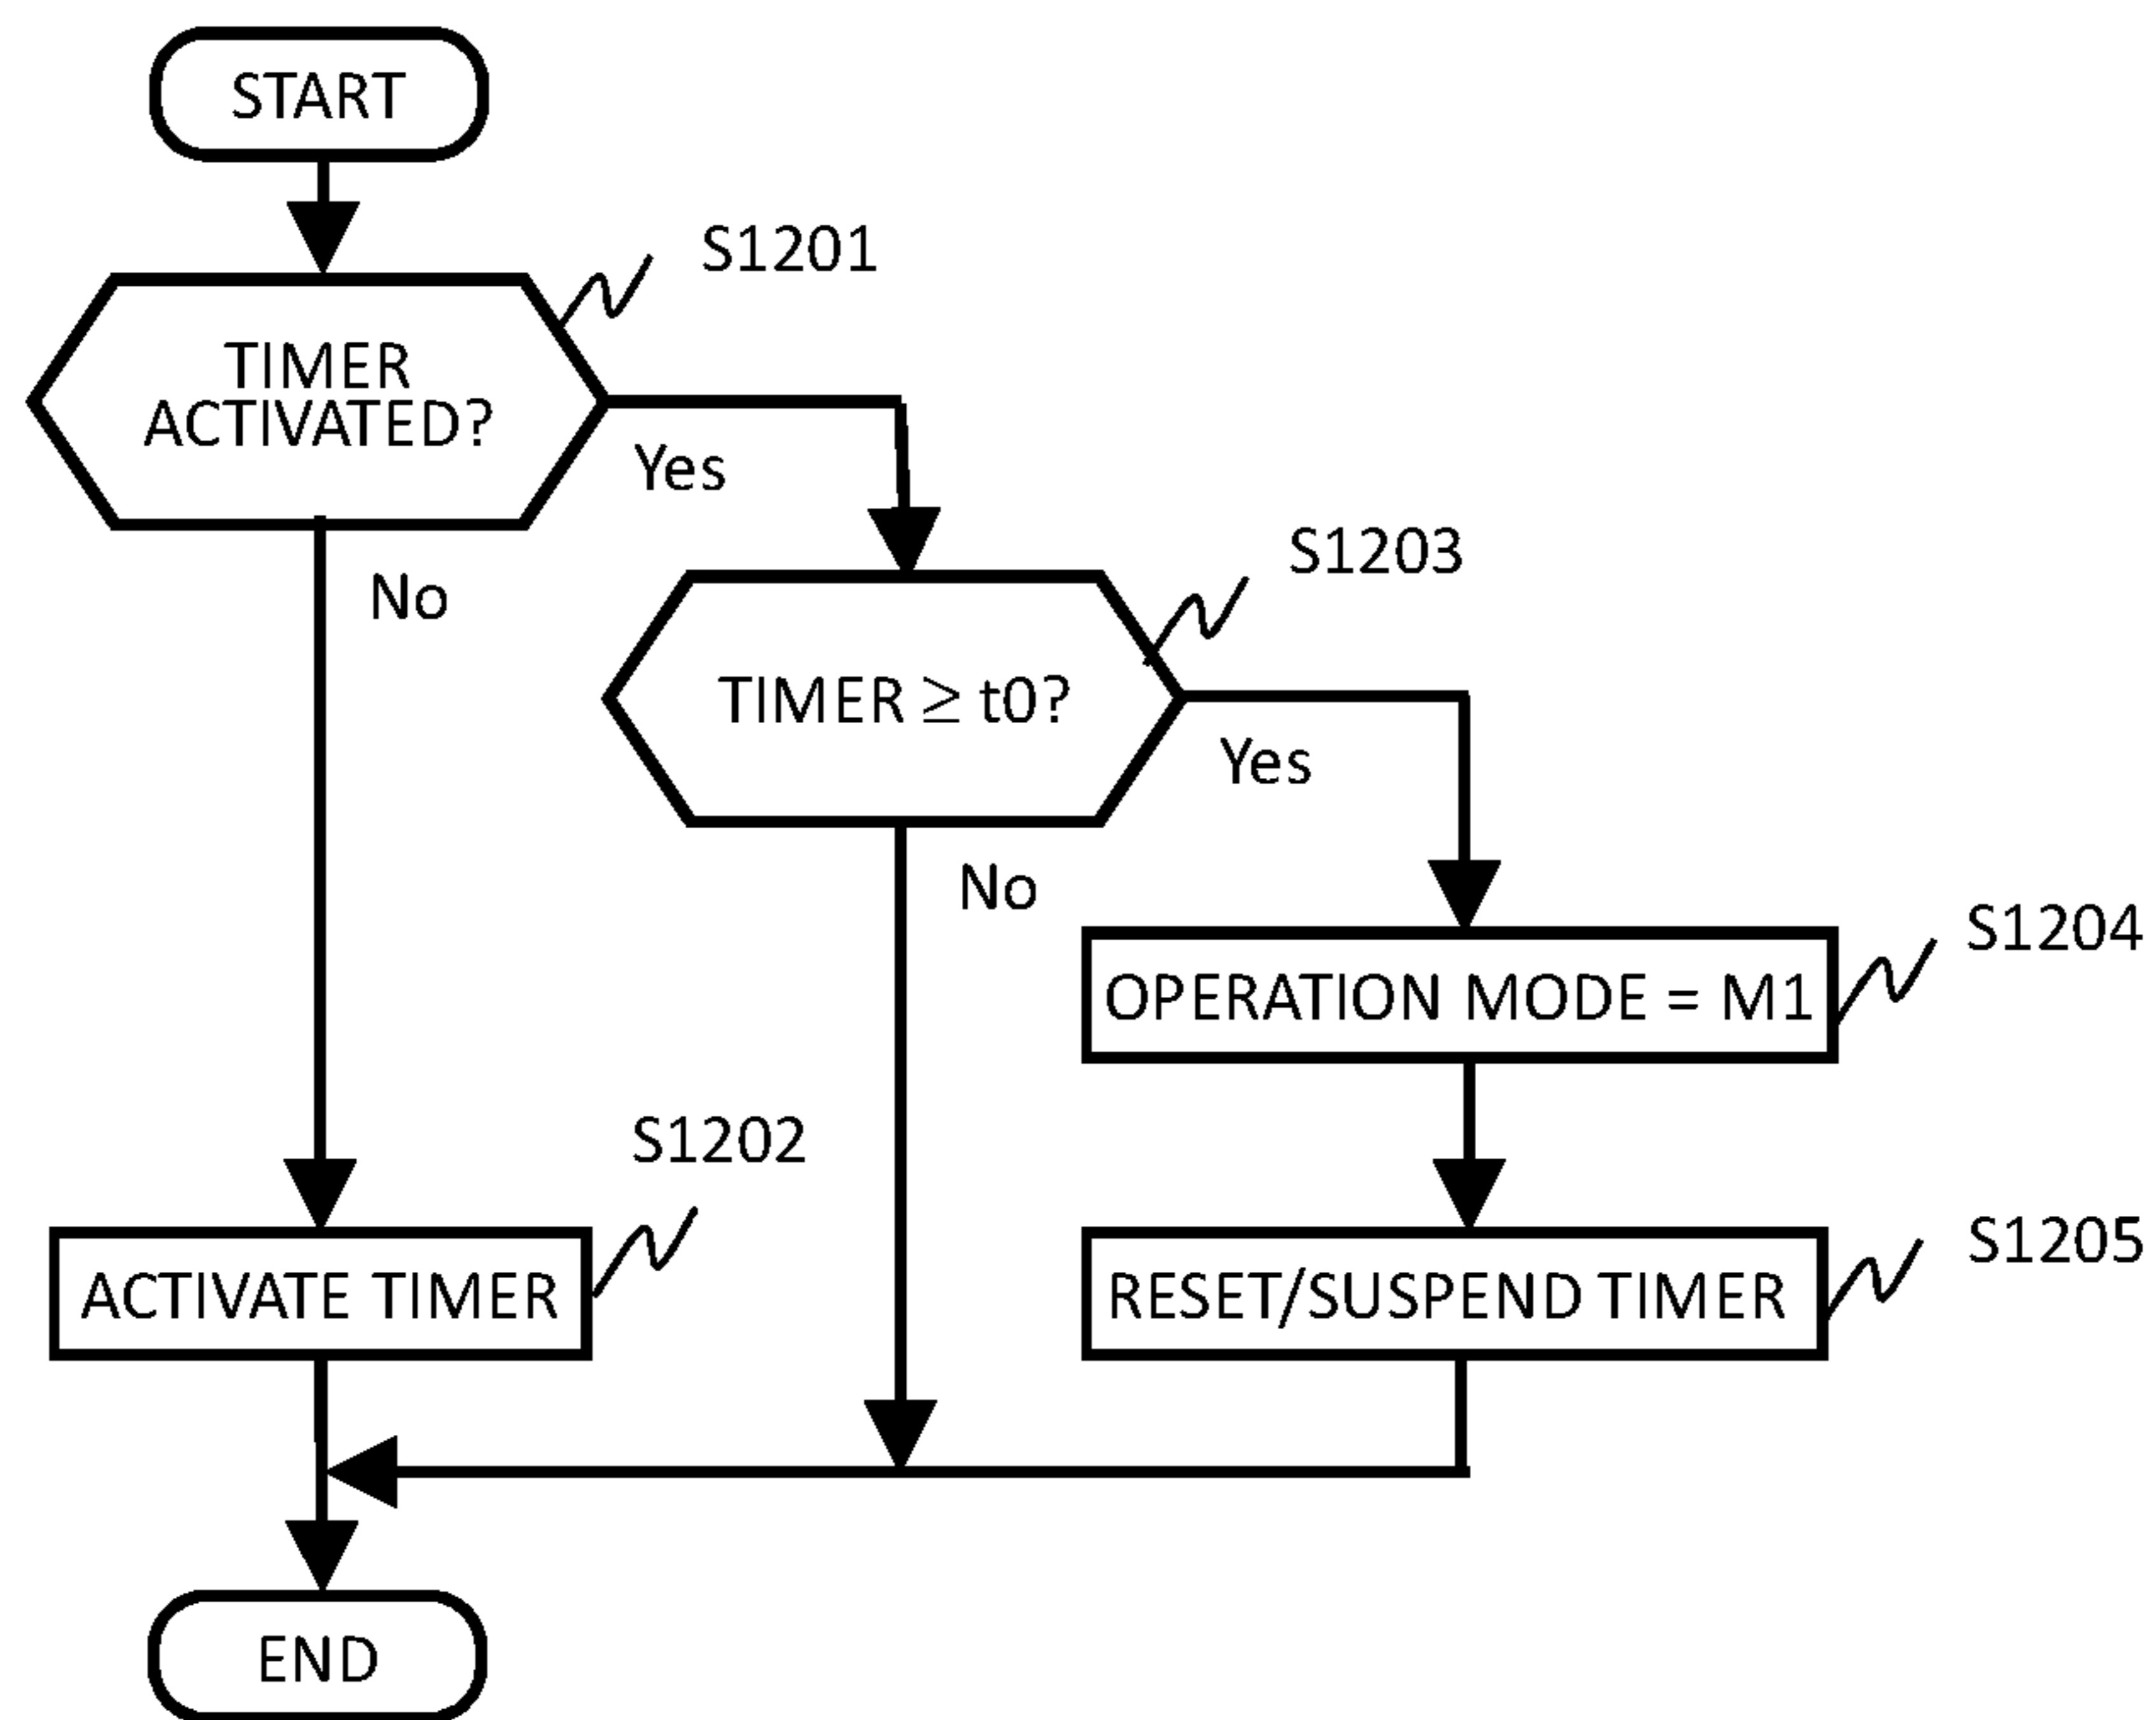 START
S1201
TIMER
ACTIVATED?
Yes
No
S1203
TIMER ≥ t0?
Yes
No
S1204
OPERATION MODE = M1
S1202
ACTIVATE TIMER
S1205
RESET/SUSPEND TIMER
END